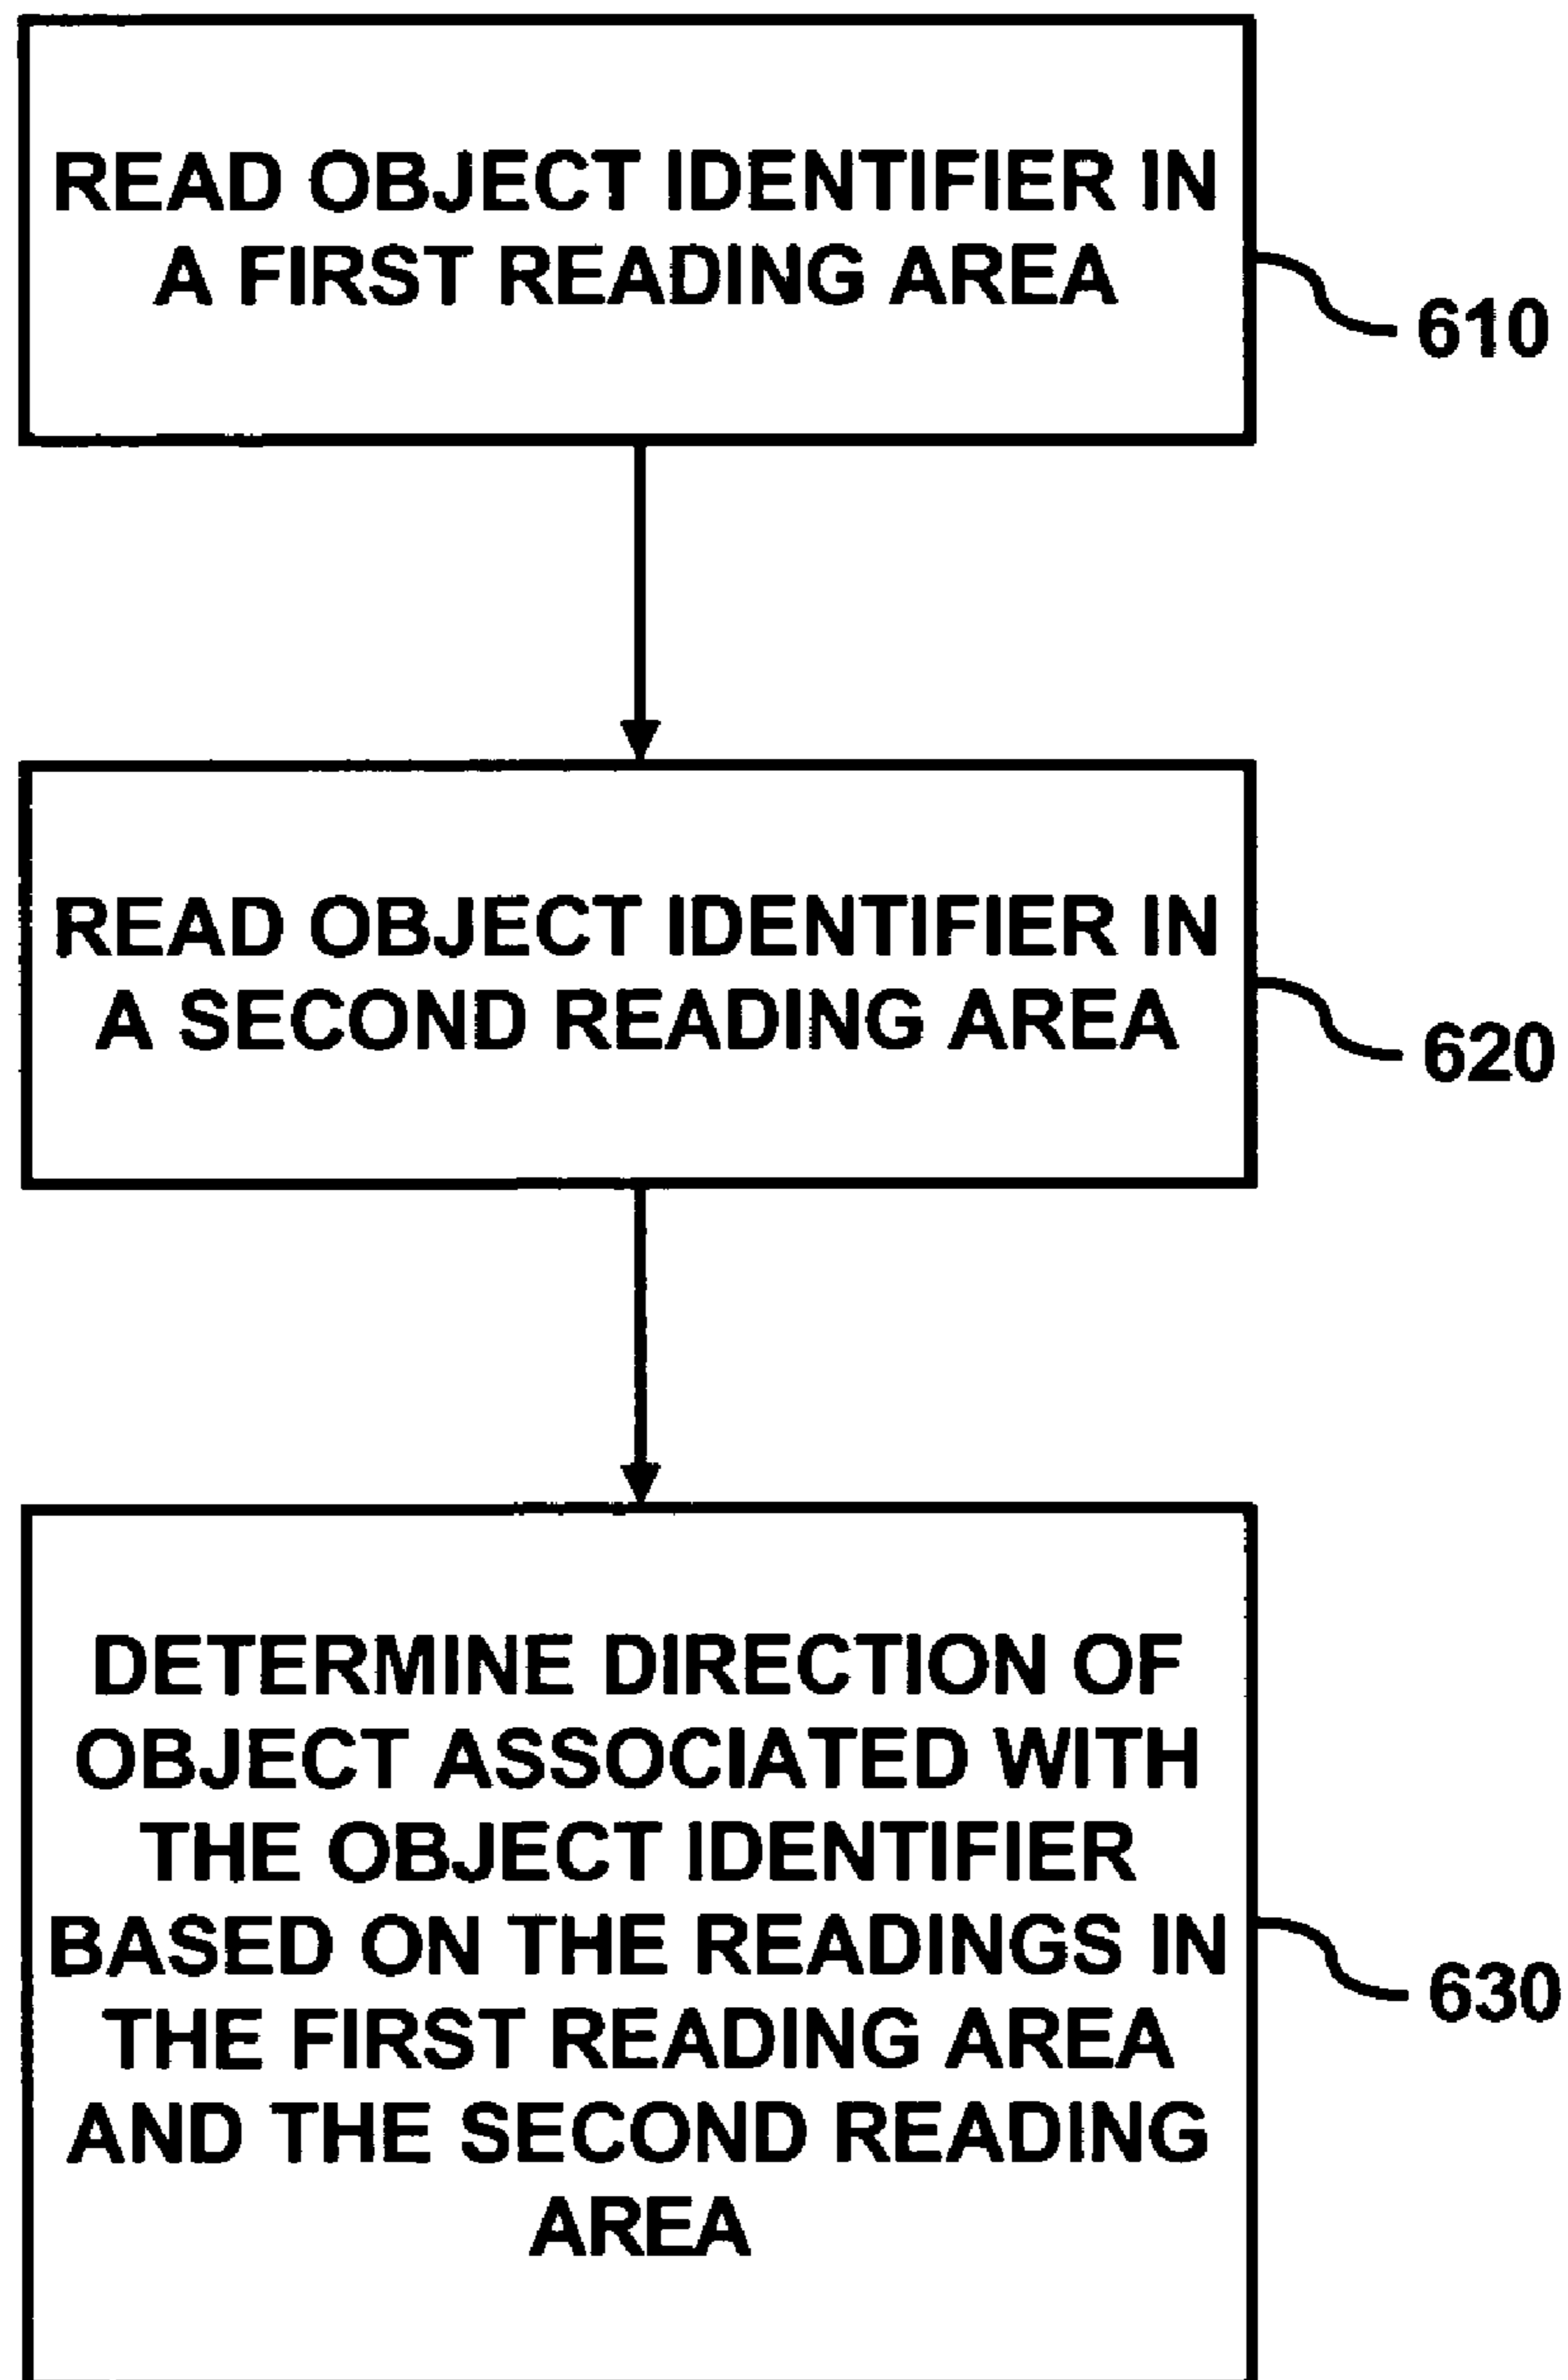 READ OBJECT IDENTIFIER IN
A FIRST READING AREA
610
READ OBJECT IDENTIFIER IN
A SECOND READING AREA
620
DETERMINE DIRECTION OF
OBJECT ASSOCIATED WITH
THE OBJECT IDENTIFIER
BASED ON THE READINGS IN
THE FIRST READING AREA
AND THE SECOND READING
AREA
630